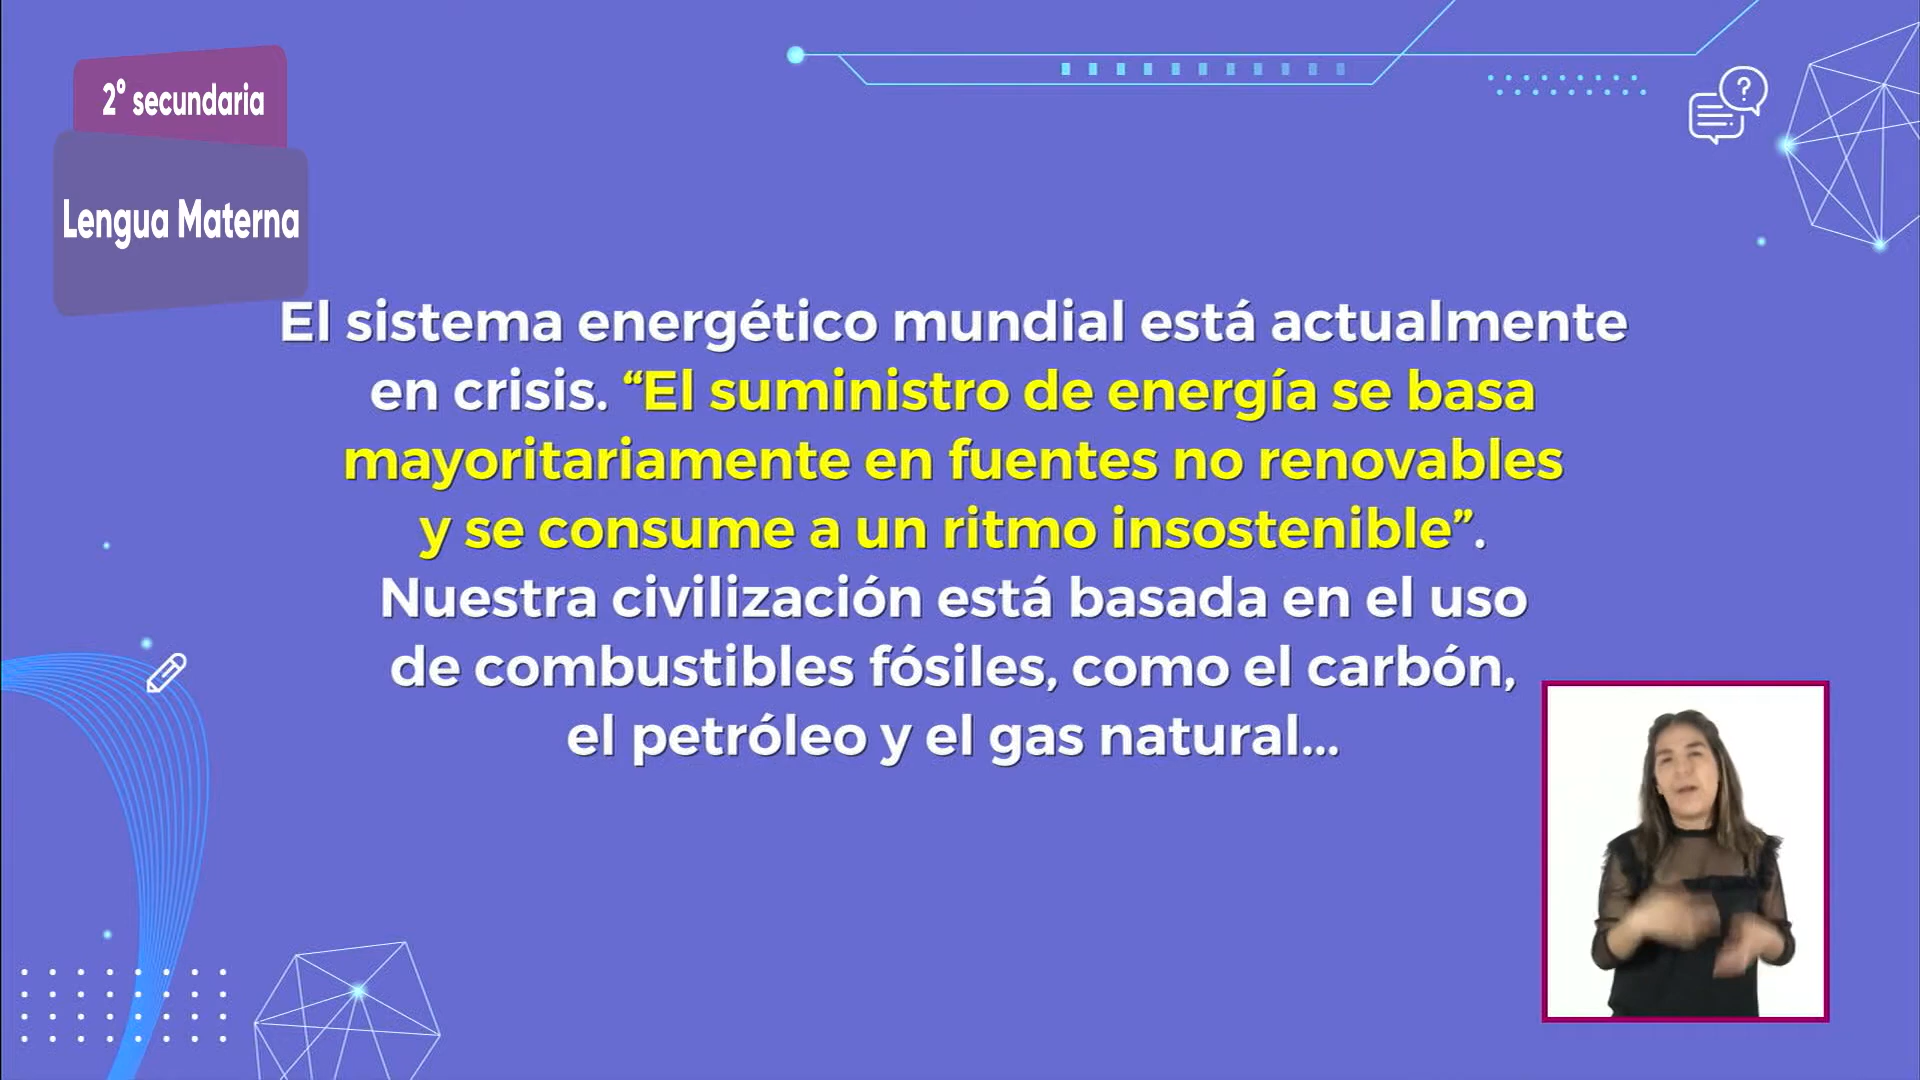 2° secundaria
Lengua Materna
El sistema energético mundial está actualmente
en crisis. “El suministro de energía se basa
mayoritariamente en fuentes no renovables
y se consume a un ritmo insostenible”.
Nuestra civilización está basada en el uso
de combustibles fósiles, como el carbón,
el petróleo y el gas natural...
?